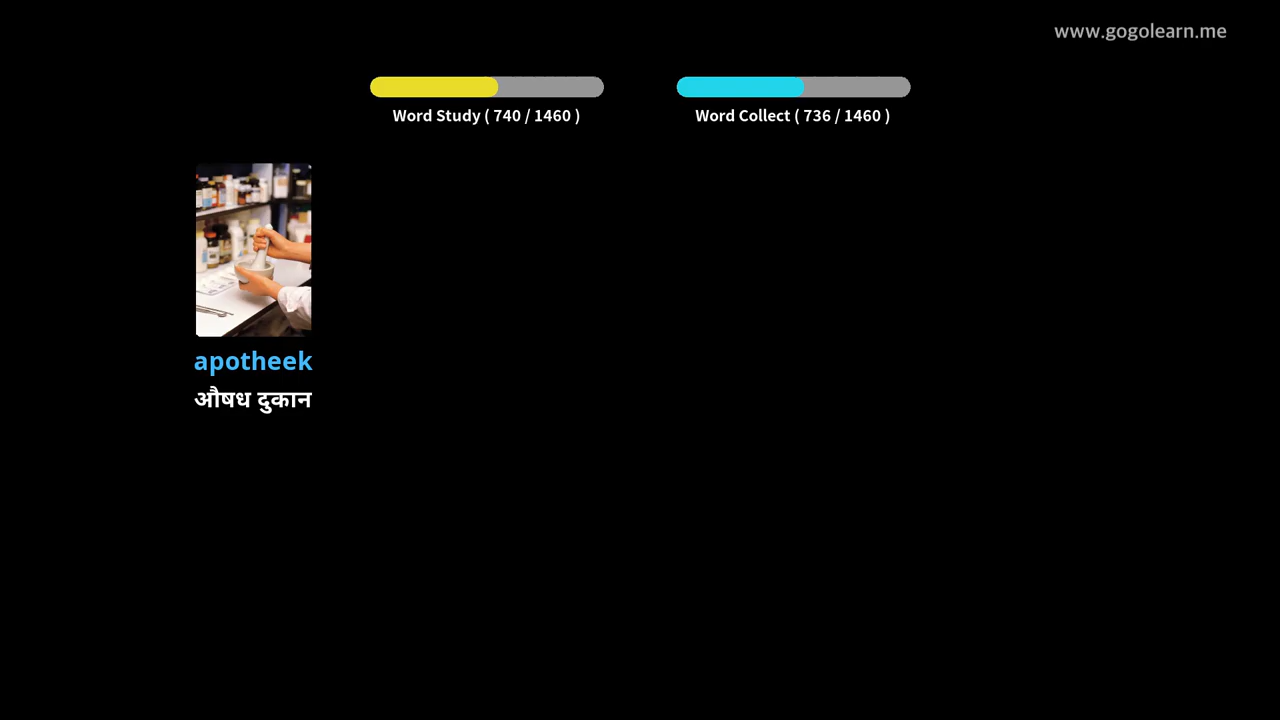 www.gogolearn.me
Word Study ( 740 / 1460 )
Word Collect ( 736 / 1460 )
apotheek
औषध दुकान